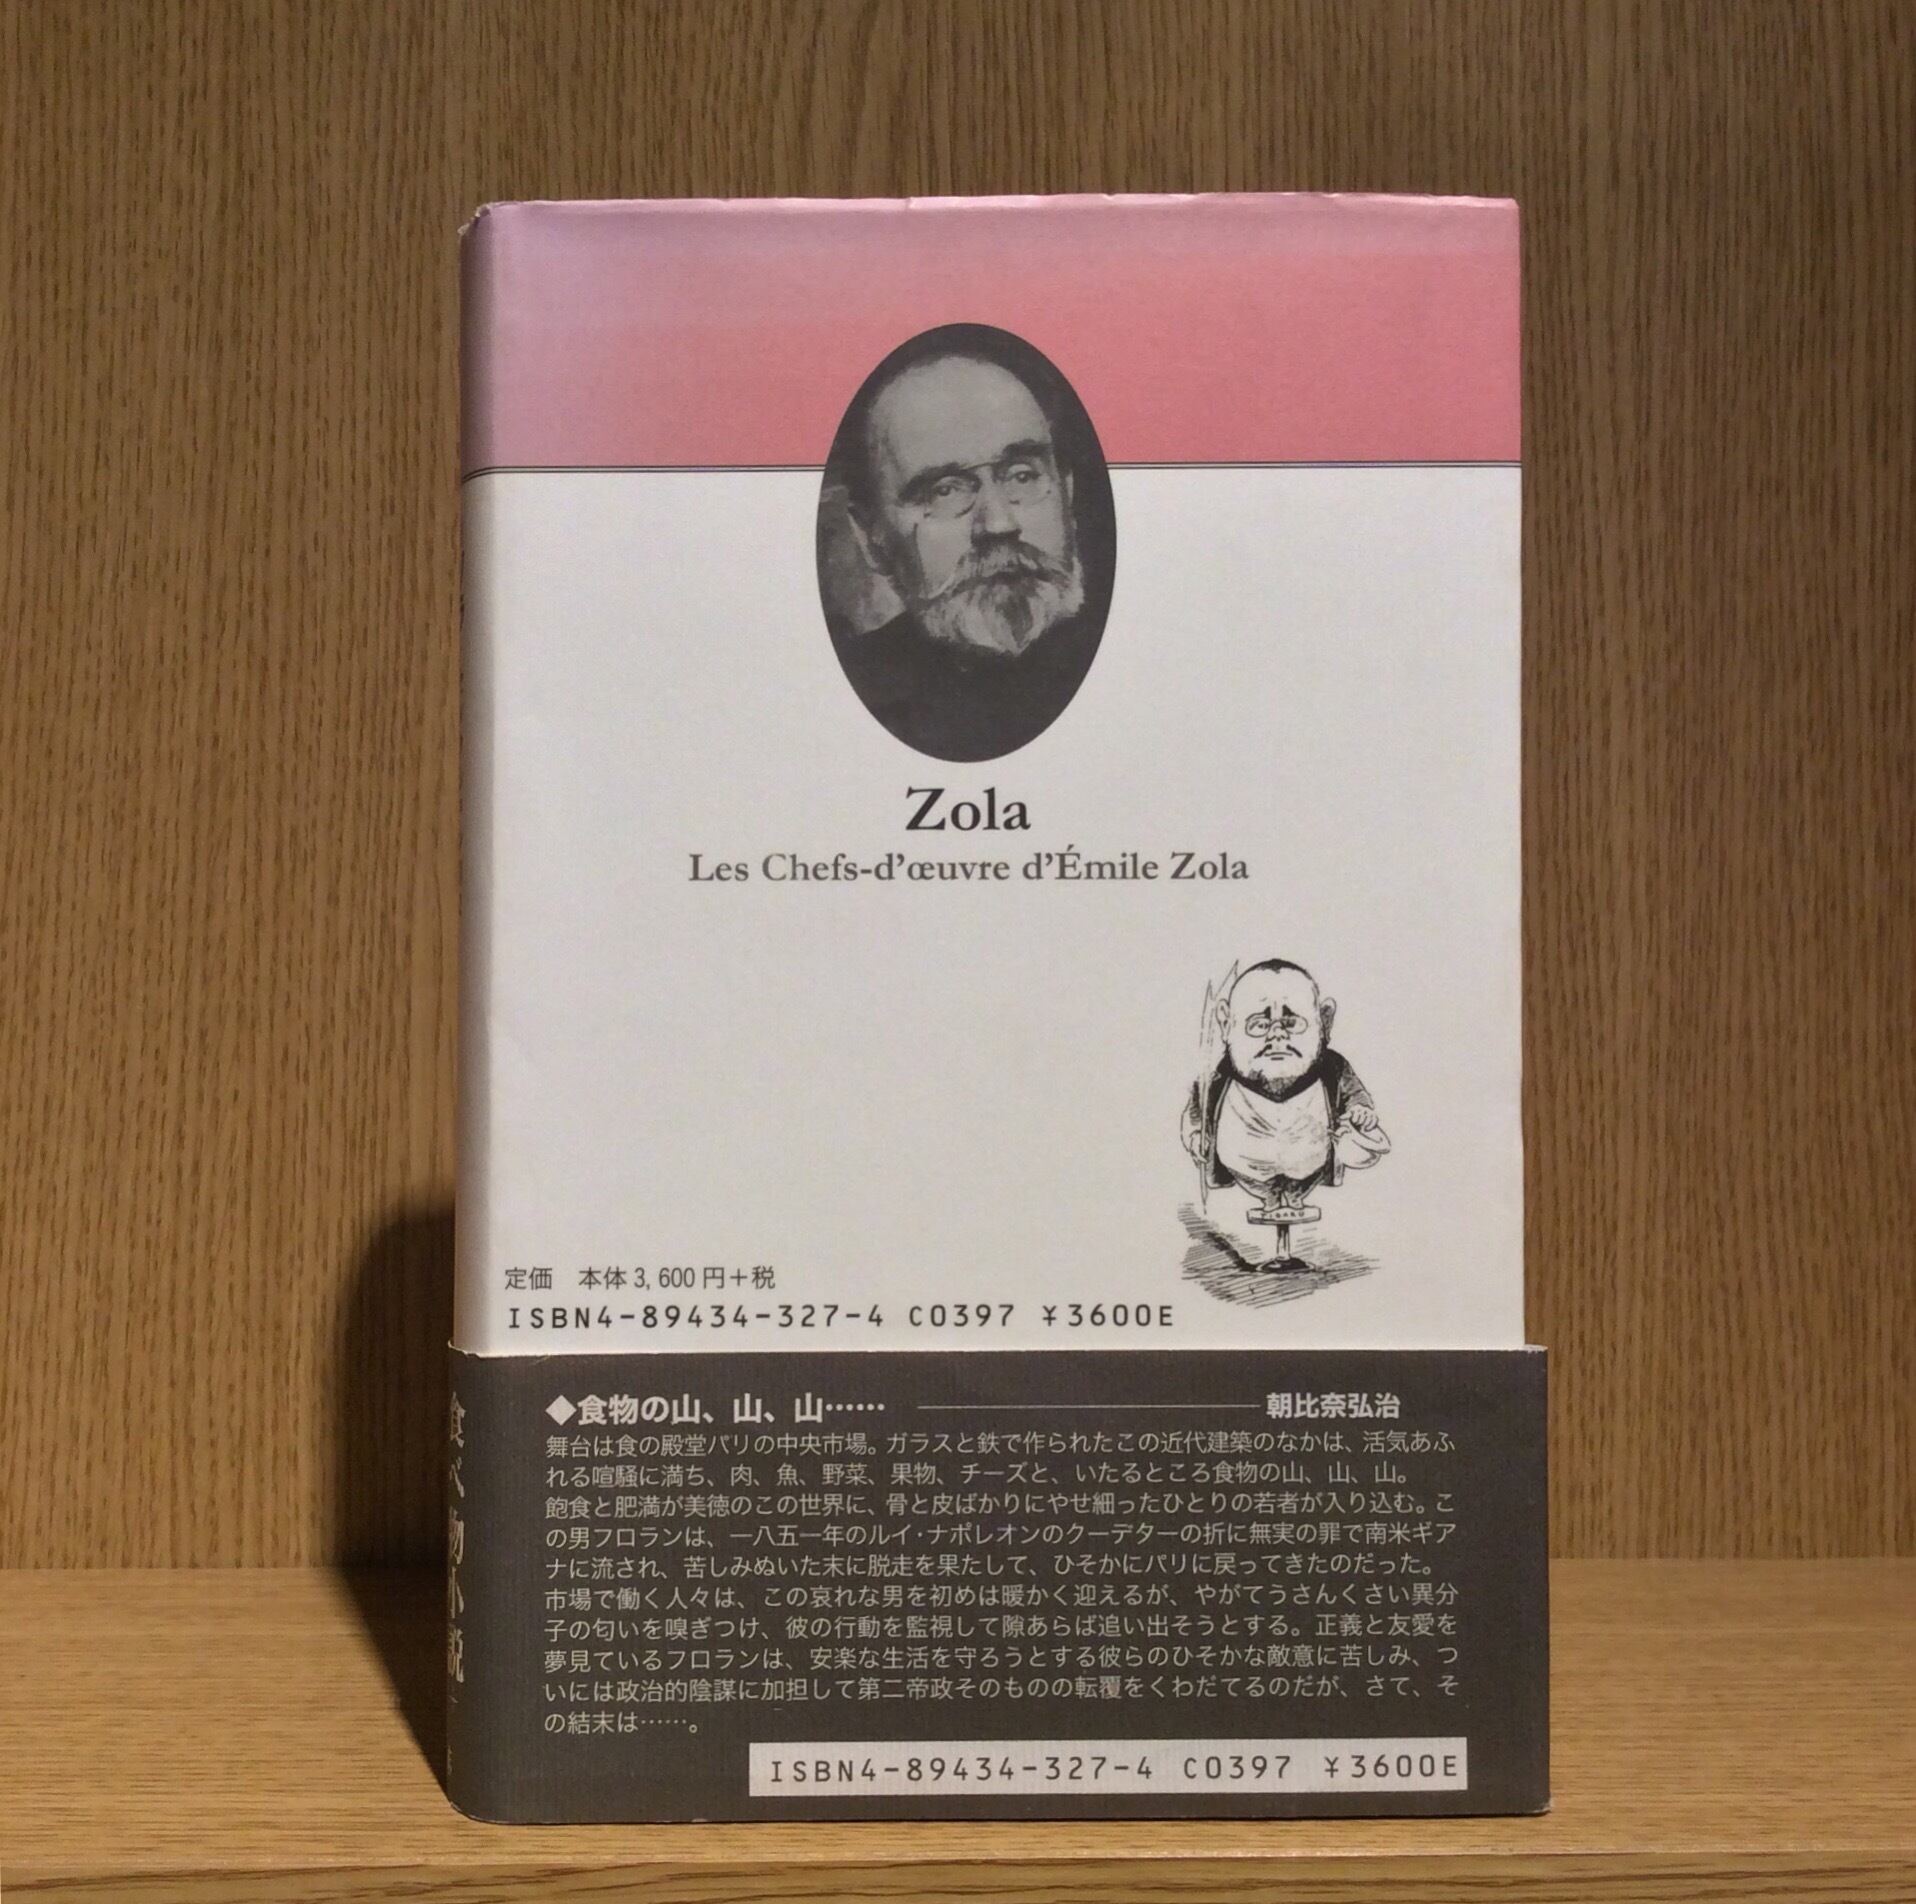 Zola
Les Chefs-d'œuvre d'Émile Zola
FIGARO
定価　本体 3,600 円＋税
ISBN4-89434-327-4 C0397 ¥3600E
◆食物の山、山、山…… 朝比奈弘治
舞台は食の殿堂パリの中央市場。ガラスと鉄で作られたこの近代建築のなかは、活気あふ
れる喧騒に満ち、肉、魚、野菜、果物、チーズと、いたるところ食物の山、山、山。
飽食と肥満が美徳のこの世界に、骨と皮ばかりにやせ細ったひとりの若者が入り込む。こ
の男フロランは、一八五一年のルイ・ナポレオンのクーデターの折に無実の罪で南米ギア
ナに流され、苦しみぬいた末に脱走を果たして、ひそかにパリに戻ってきたのだった。
市場で働く人々は、この哀れな男を初めは暖かく迎えるが、やがてうさんくさい異分
子の匂いを嗅ぎつけ、彼の行動を監視して隙あらば追い出そうとする。正義と友愛を
夢見ているフロランは、安楽な生活を守ろうとする彼らのひそかな敵意に苦しみ、つ
いには政治的陰謀に加担して第二帝政そのものの転覆をくわだてるのだが、さて、そ
の結末は……。
ISBN4-89434-327-4 C0397 ¥3600E
食べ物小説